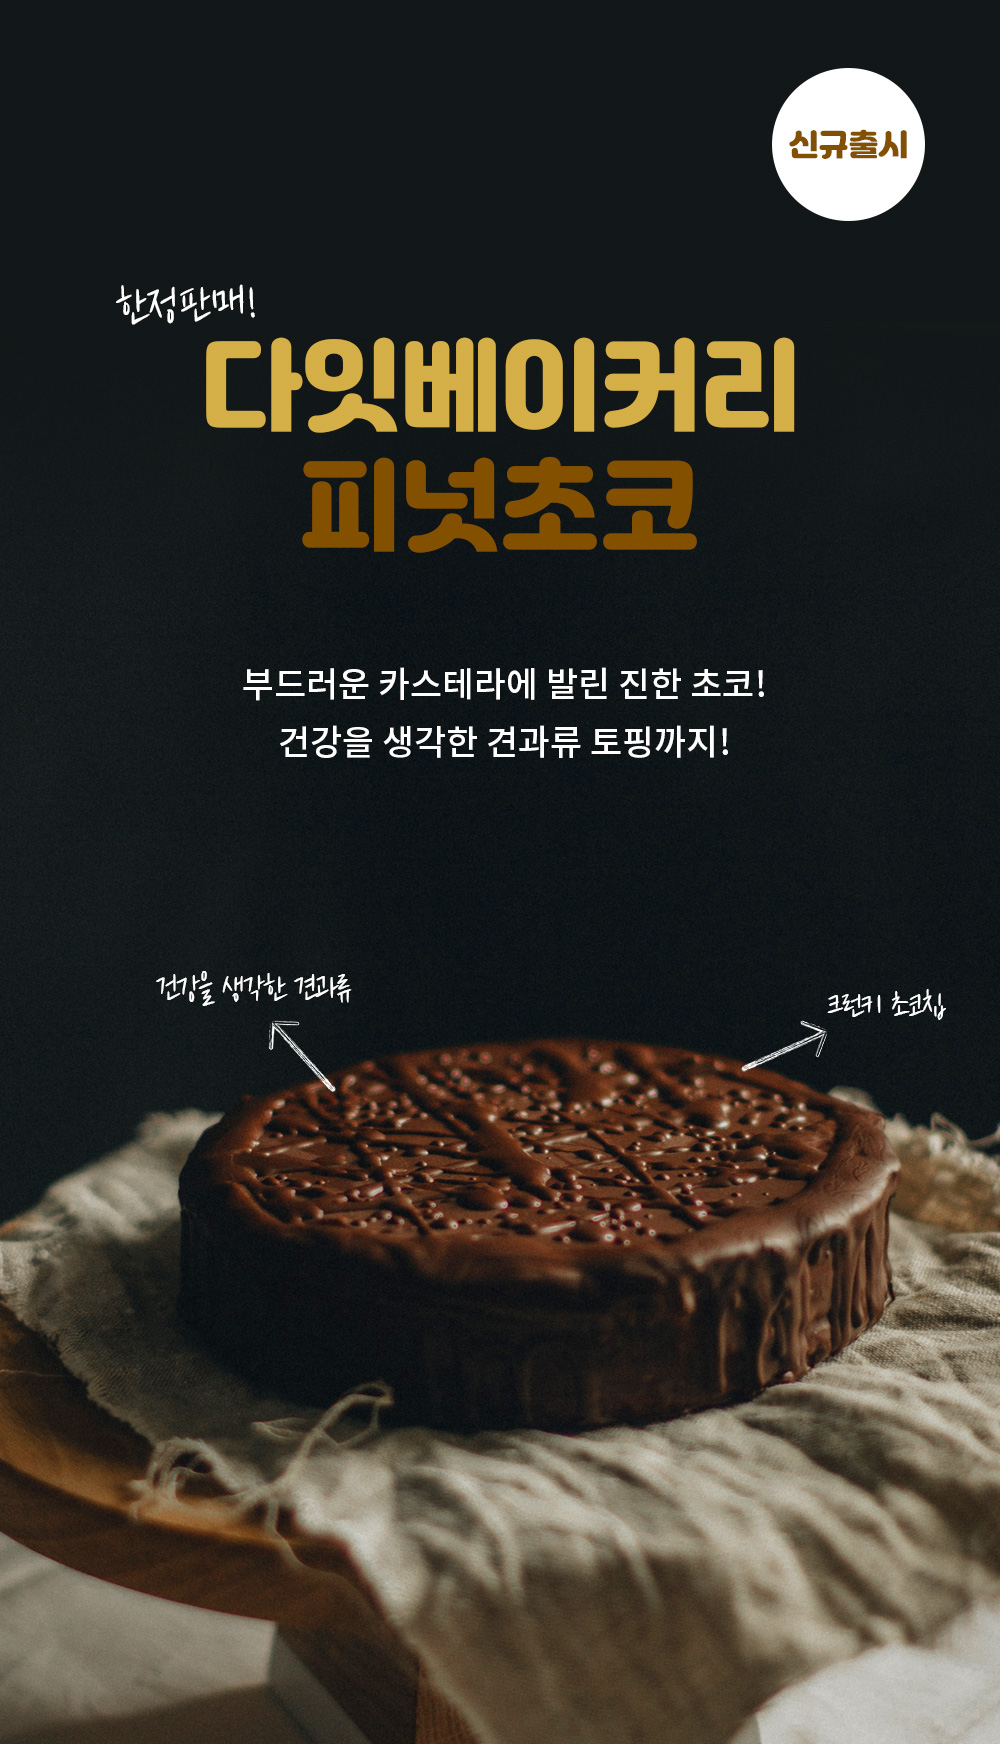 신규출시
한정판매!
다잇베이커리
피넛초코
부드러운 카스테라에 발린 진한 초코!
건강을 생각한 견과류 토핑까지!
건강을 생각한 견과류
크런키 초코칩